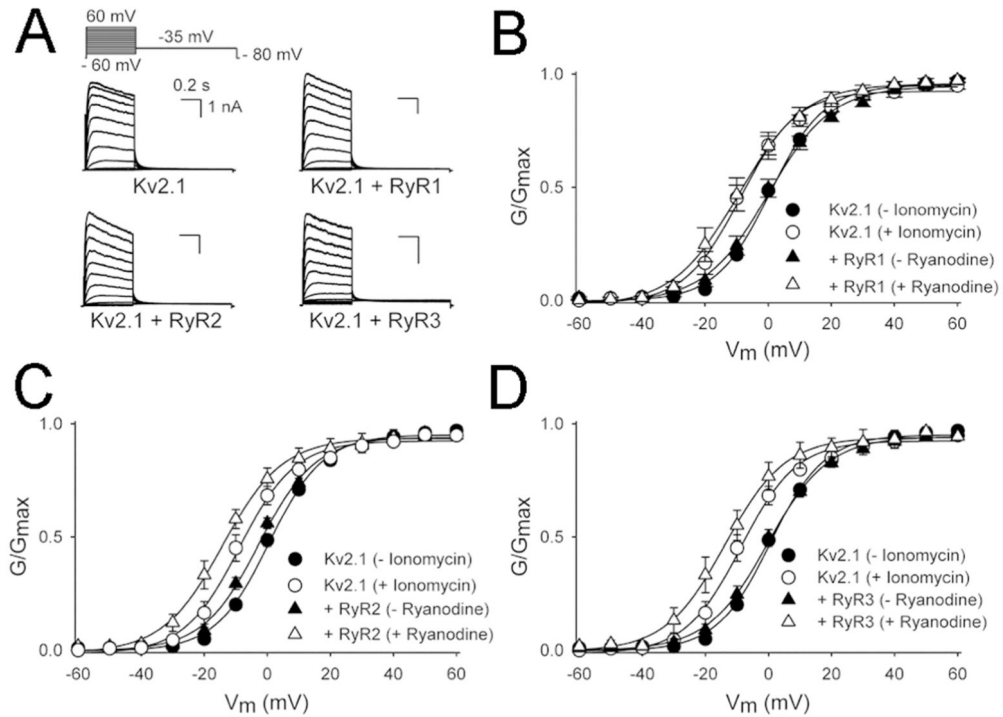 A
60 mV
-35 mV
- 80 mV
- 60 mV
0.2 s
1 nA
Kv2.1
Kv2.1 + RyR1
Kv2.1 + RyR2
Kv2.1 + RyR3
B
1.0
0.5
0.0
G/Gmax
Kv2.1 (- Ionomycin)
Kv2.1 (+ Ionomycin)
+ RyR1 (- Ryanodine)
+ RyR1 (+ Ryanodine)
-60 -40 -20 0 20 40 60
Vm (mV)
C
1.0
0.5
0.0
G/Gmax
Kv2.1 (- Ionomycin)
Kv2.1 (+ Ionomycin)
+ RyR2 (- Ryanodine)
+ RyR2 (+ Ryanodine)
-60 -40 -20 0 20 40 60
Vm (mV)
D
1.0
0.5
0.0
G/Gmax
Kv2.1 (- Ionomycin)
Kv2.1 (+ Ionomycin)
+ RyR3 (- Ryanodine)
+ RyR3 (+ Ryanodine)
-60 -40 -20 0 20 40 60
Vm (mV)